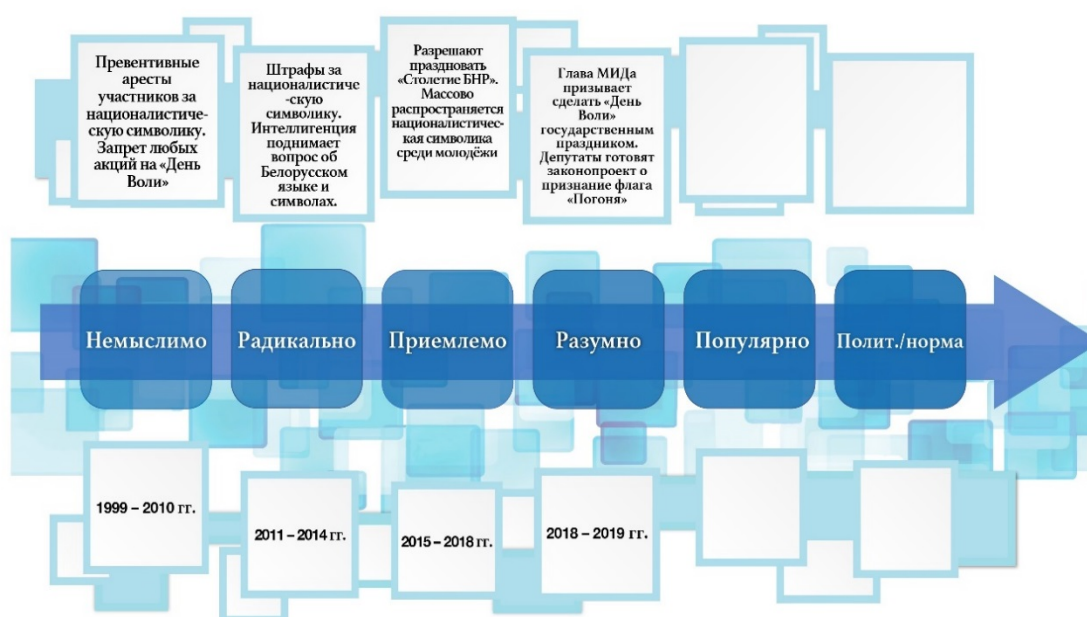 Превентивные
аресты
участников за
националистиче-
скую символику.
Запрет любых
акций на «День
Воли»
Штрафы за
националистиче
-скую
символику.
Интеллигенция
поднимает
вопрос об
Белорусском
языке и
символах.
Разрешают
праздновать
«Столетие БНР».
Массово
распространяется
националистичес-
кая символика
среди молодёжи
Глава МИДа
призывает
сделать «День
Воли»
государственным
праздником.
Депутаты готовят
законопроект о
признание флага
«Погоня»
Немыслимо
Радикально
Приемлемо
Разумно
Популярно
Полит./норма
1999 – 2010 гг.
2011 – 2014 гг.
2015 – 2018 гг.
2018 – 2019 гг.